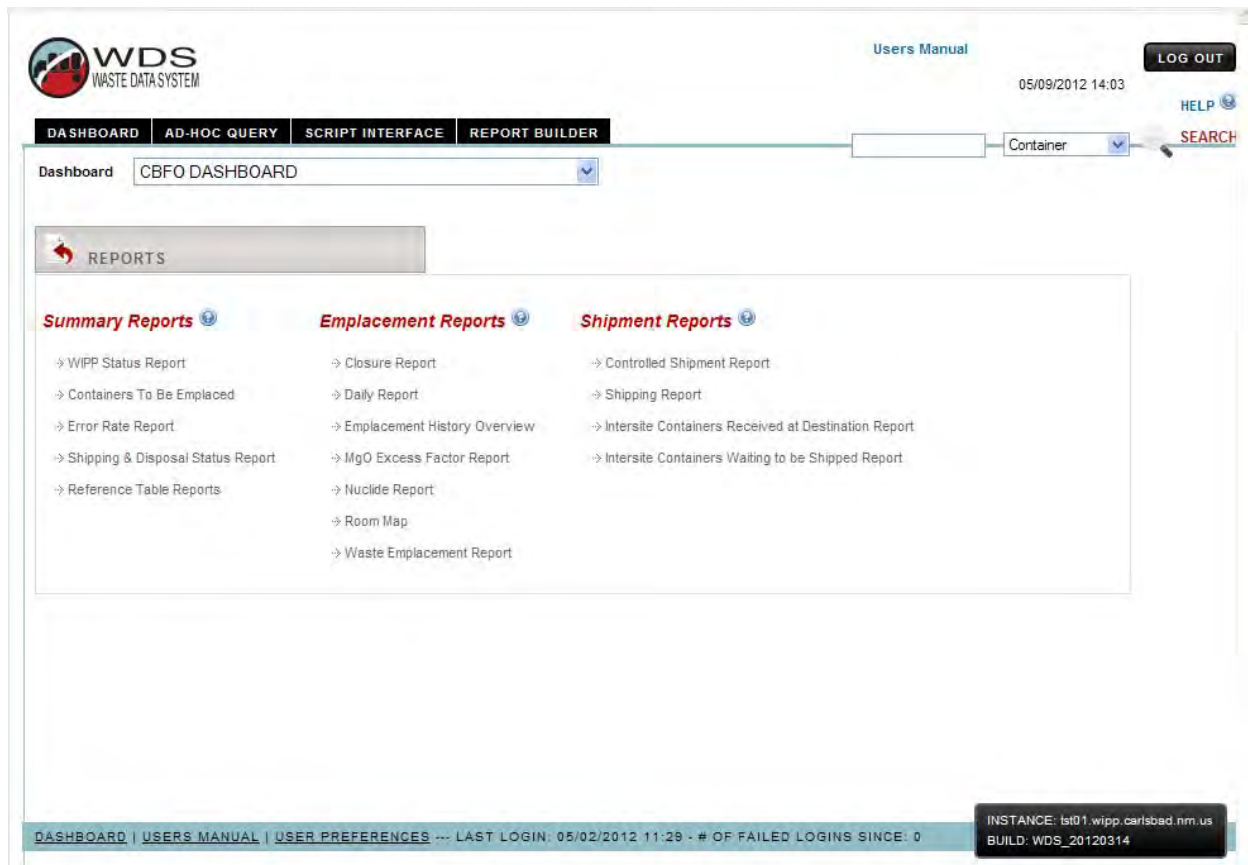 WDS
WASTE DATA SYSTEM
Users Manual
LOG OUT
05/09/2012 14:03
HELP
DASHBOARD AD-HOC QUERY SCRIPT INTERFACE REPORT BUILDER
Container
SEARCH
Dashboard CBFO DASHBOARD
REPORTS
Summary Reports
WIPP Status Report
Containers To Be Emplaced
Error Rate Report
Shipping & Disposal Status Report
Reference Table Reports
Emplacement Reports
Closure Report
Daily Report
Emplacement History Overview
MgO Excess Factor Report
Nuclide Report
Room Map
Waste Emplacement Report
Shipment Reports
Controlled Shipment Report
Shipping Report
Intersite Containers Received at Destination Report
Intersite Containers Waiting to be Shipped Report
DASHBOARD | USERS MANUAL | USER PREFERENCES --- LAST LOGIN: 05/02/2012 11:29 - # OF FAILED LOGINS SINCE: 0
INSTANCE: tst01.wipp.carlsbad.nm.us
BUILD: WDS_20120314